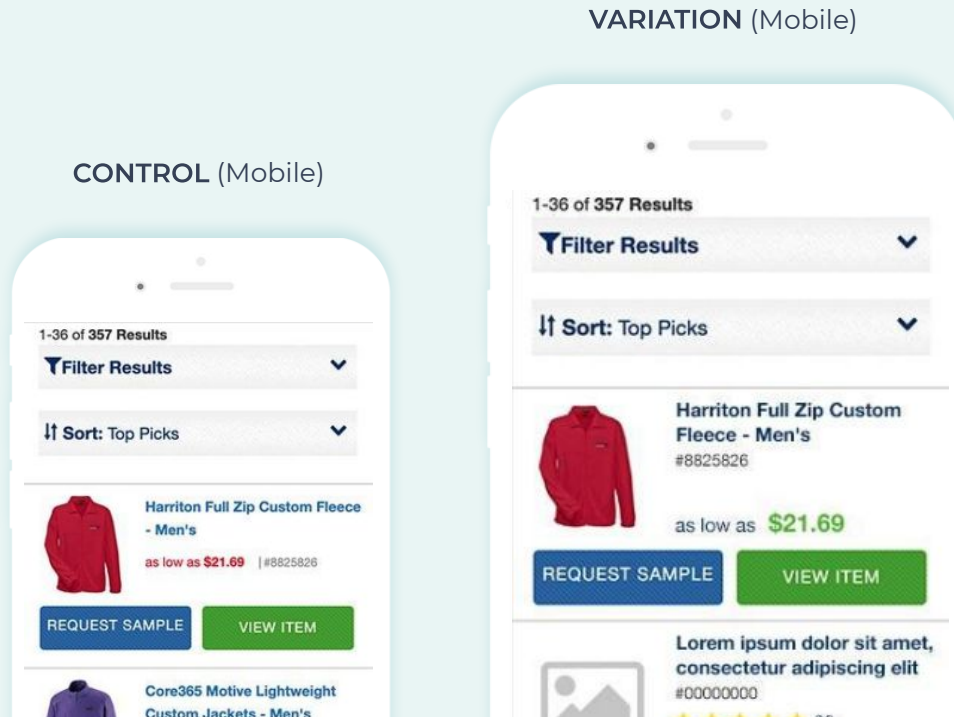 VARIATION (Mobile)
CONTROL (Mobile)
1-36 of 357 Results
Filter Results
Sort: Top Picks
Harriton Full Zip Custom Fleece
- Men's
as low as $21.69 | #8825826
REQUEST SAMPLE
VIEW ITEM
Core365 Motive Lightweight
Custom Jackets - Men's
1-36 of 357 Results
Filter Results
Sort: Top Picks
Harriton Full Zip Custom
Fleece - Men's
#8825826
as low as $21.69
REQUEST SAMPLE
VIEW ITEM
Lorem ipsum dolor sit amet,
consectetur adipiscing elit
#00000000